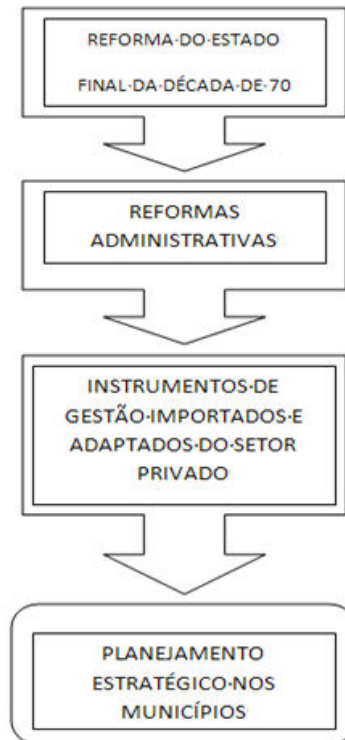 REFORMA·DO·ESTADO
FINAL·DA·DÉCADA·DE·70
REFORMAS
ADMINISTRATIVAS
INSTRUMENTOS·DE
GESTÃO·IMPORTADOS·E
ADAPTADOS·DO·SETOR
PRIVADO
PLANEJAMENTO
ESTRATÉGICO·NOS
MUNICÍPIOS